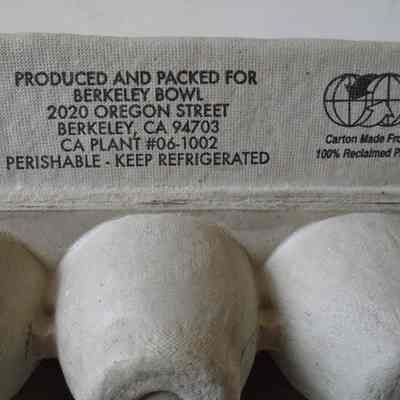 PRODUCED AND PACKED FOR
BERKELEY BOWL
2020 OREGON STREET
BERKELEY, CA 94703
CA PLANT #06-1002
PERISHABLE - KEEP REFRIGERATED
Carton Made Fro
100% Reclaimed P